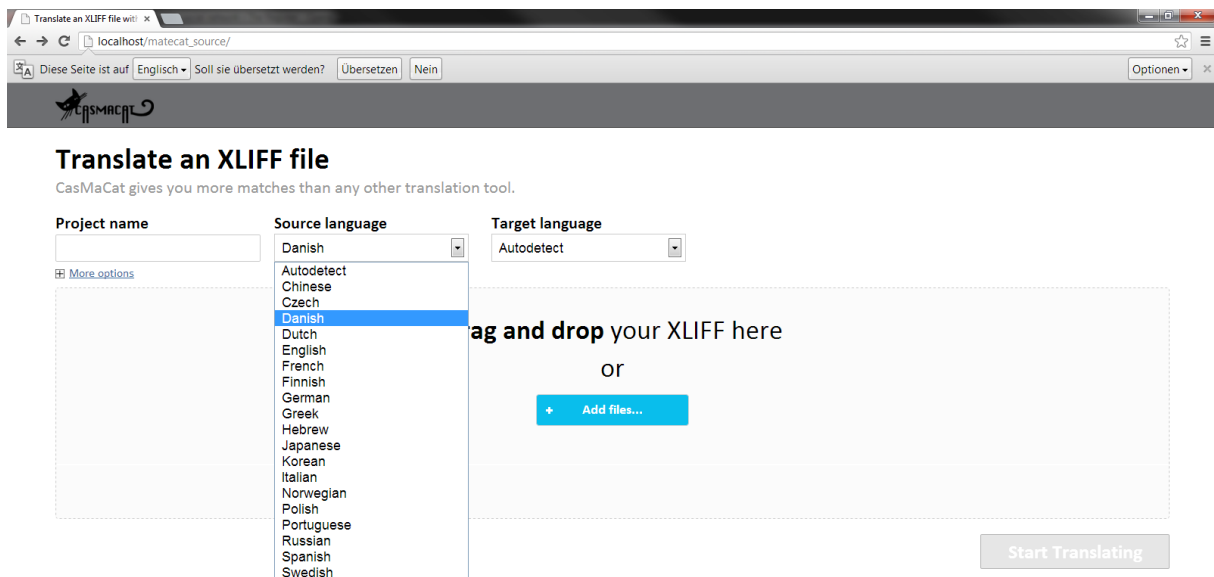 Translate an XLIFF file with
localhost/matecat_source/
Diese Seite ist auf Englisch Soll sie übersetzt werden? Übersetzen Nein Optionen
CASMACAT
Translate an XLIFF file
CasMaCat gives you more matches than any other translation tool.
Project name Source language Target language
Danish Autodetect
More options
Autodetect
Chinese
Czech
Danish
Dutch
English
French
Finnish
German
Greek
Hebrew
Japanese
Korean
Italian
Norwegian
Polish
Portuguese
Russian
Spanish
Swedish
ag and drop your XLIFF here
or
+ Add files...
Start Translating